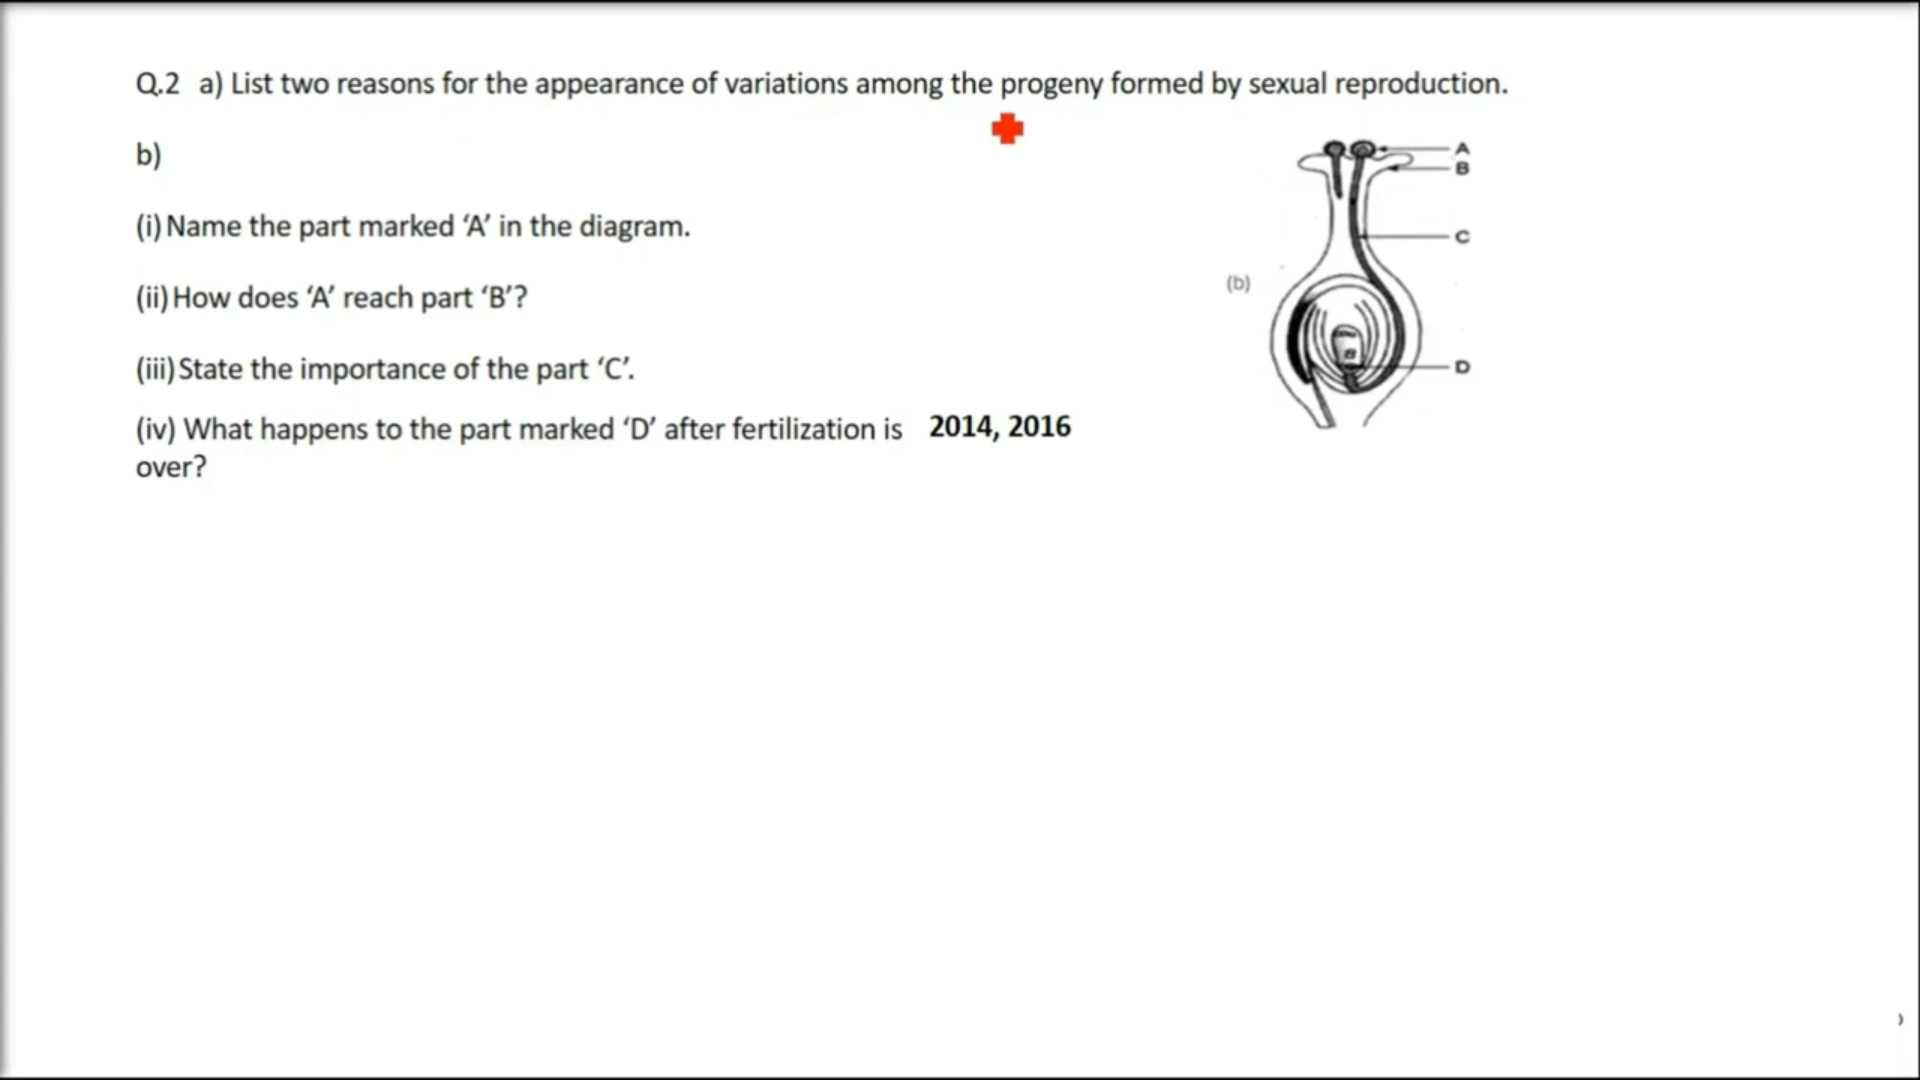 Q.2 a) List two reasons for the appearance of variations among the progeny formed by sexual reproduction.
b)
(i) Name the part marked ‘A’ in the diagram.
(ii) How does ‘A’ reach part ‘B’?
(iii) State the importance of the part ‘C’.
(iv) What happens to the part marked ‘D’ after fertilization is 2014, 2016
over?
A
B
C
(b)
B
D